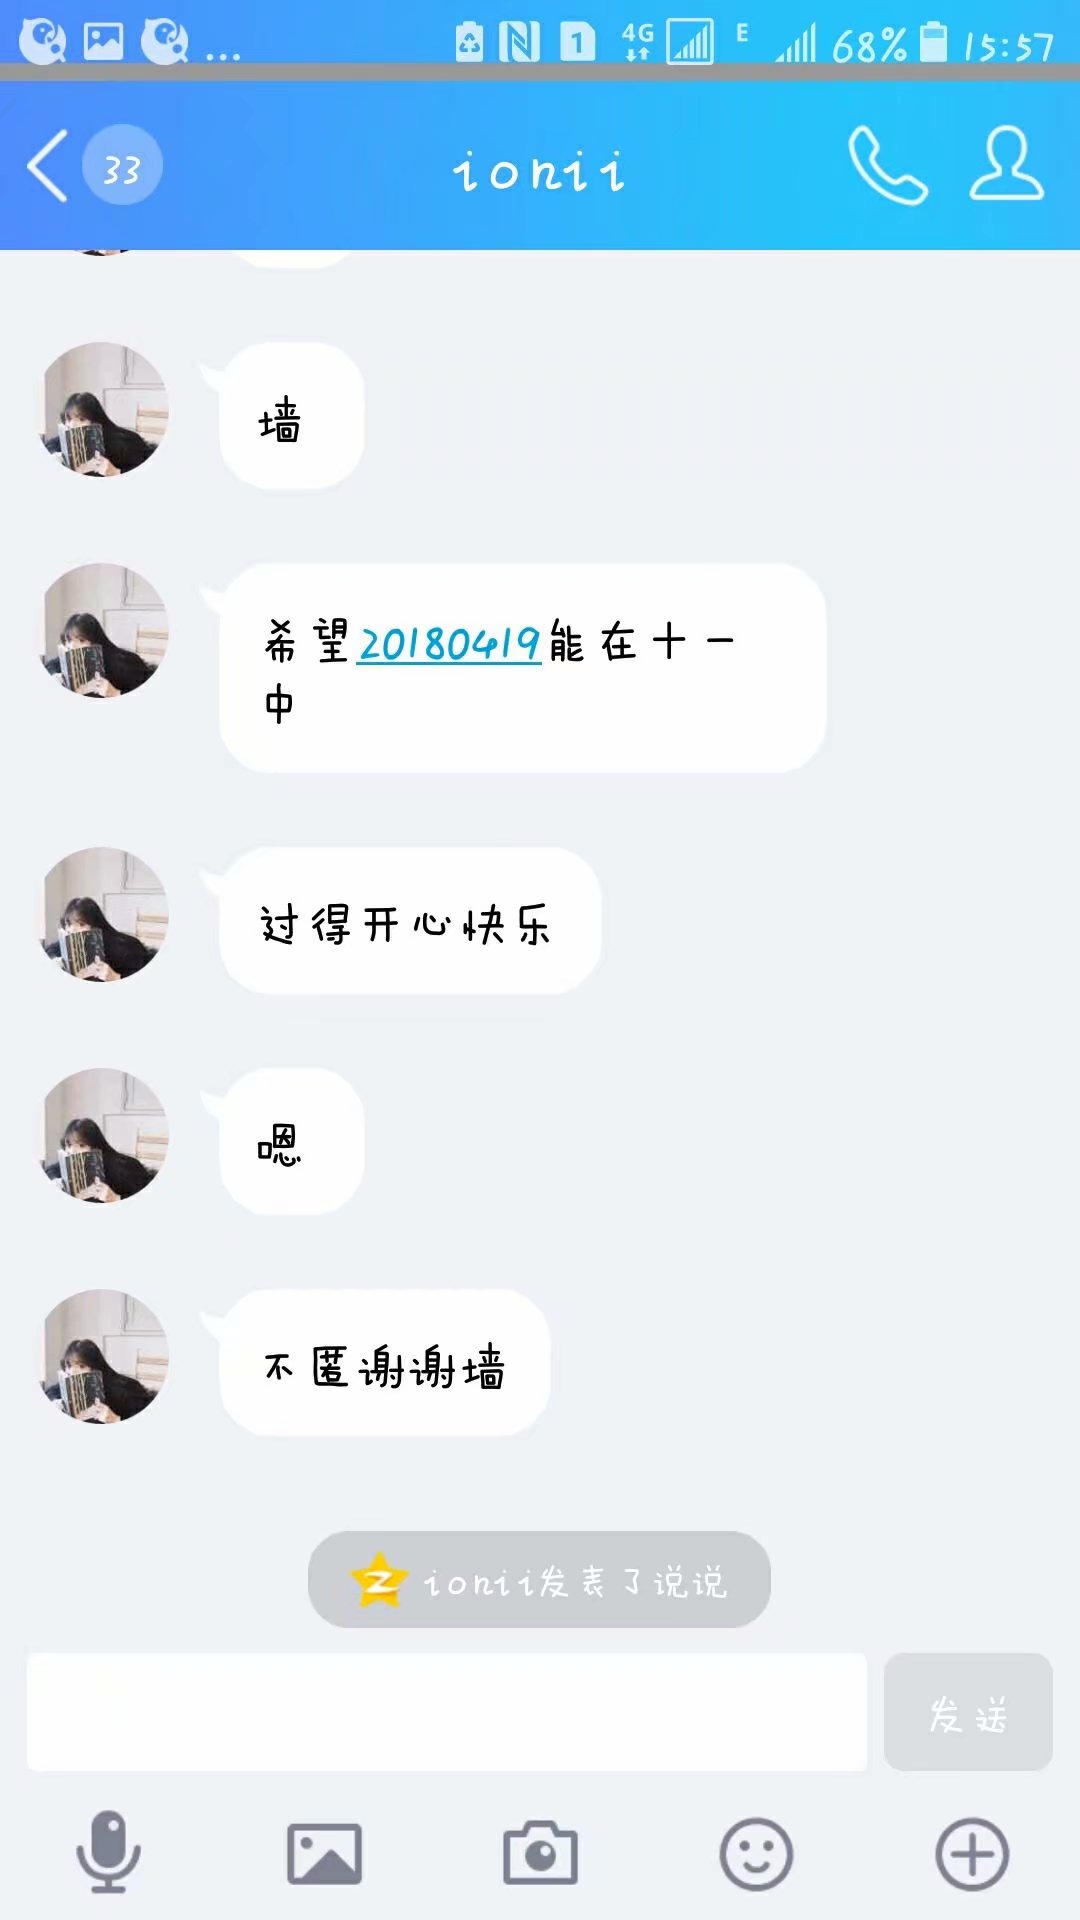 ... 1 4G E 68% 15:57
33 ionii
墙
希望20180419能在十一
中
过得开心快乐
嗯
不匿谢谢墙
ionii发表了说说
发送